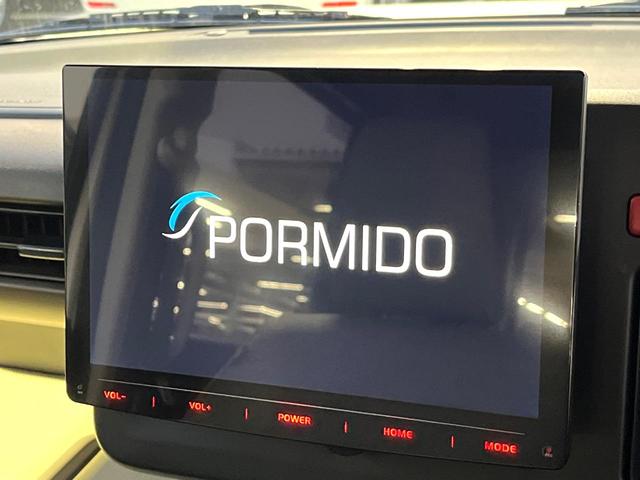 PORMIDO
VOL- | VOL+ | POWER | HOME | MODE